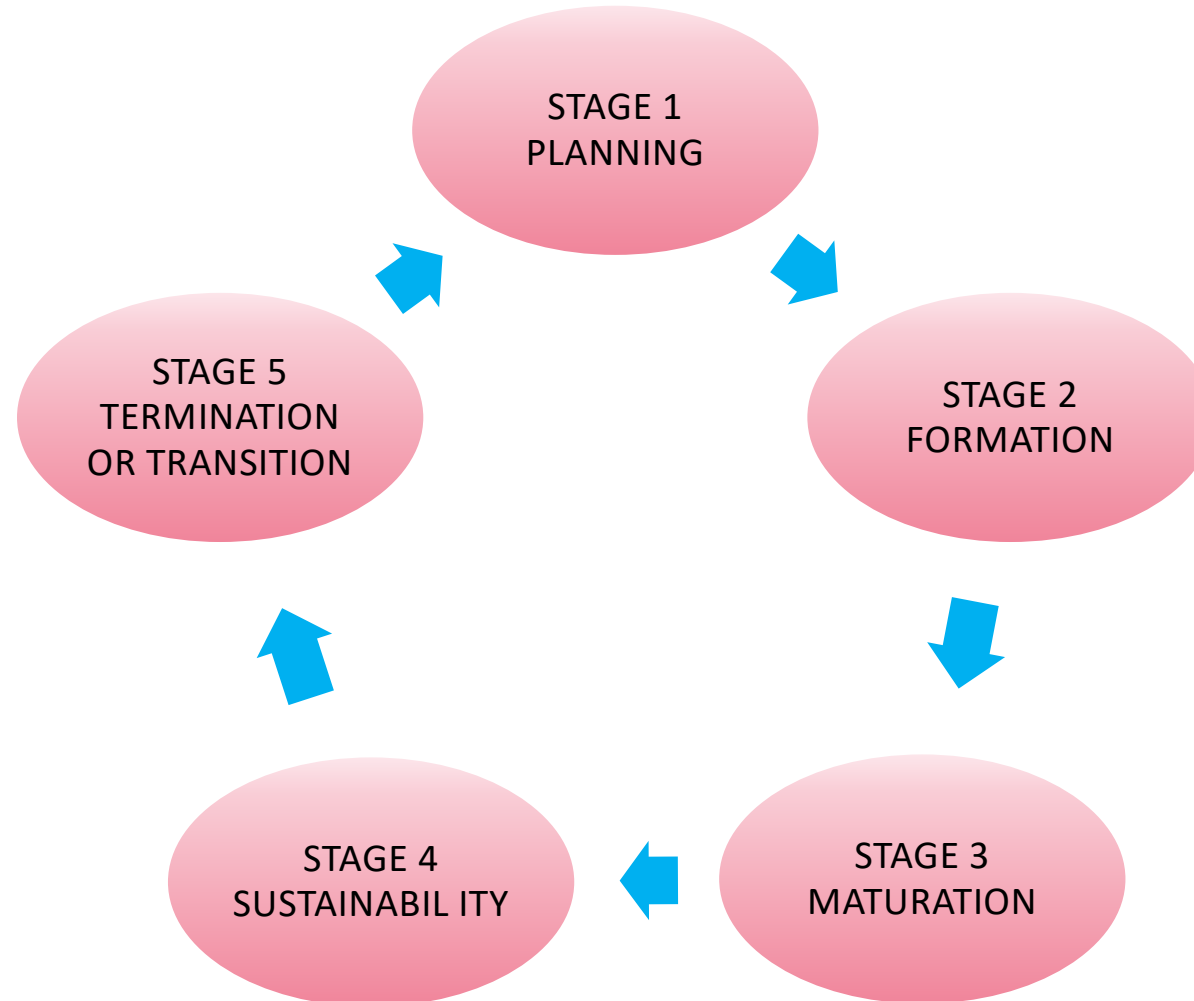 STAGE 1
PLANNING
STAGE 2
FORMATION
STAGE 3
MATURATION
STAGE 4
SUSTAINABIL ITY
STAGE 5
TERMINATION
OR TRANSITION